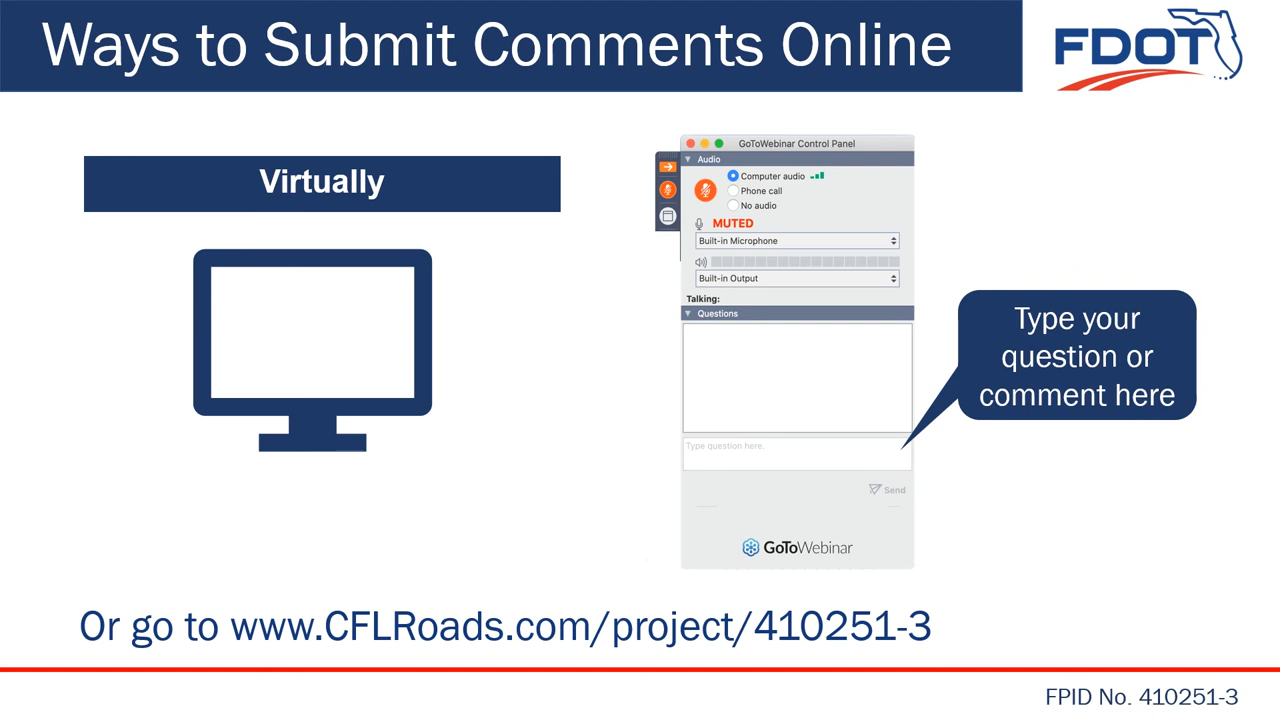 Ways to Submit Comments Online
FDOT
Virtually
GoToWebinar Control Panel
Audio
Computer audio
Phone call
No audio
MUTED
Built-in Microphone
Built-in Output
Talking:
Questions
Type question here.
Send
GoToWebinar
Type your
question or
comment here
Or go to www.CFLRoads.com/project/410251-3
FPID No. 410251-3